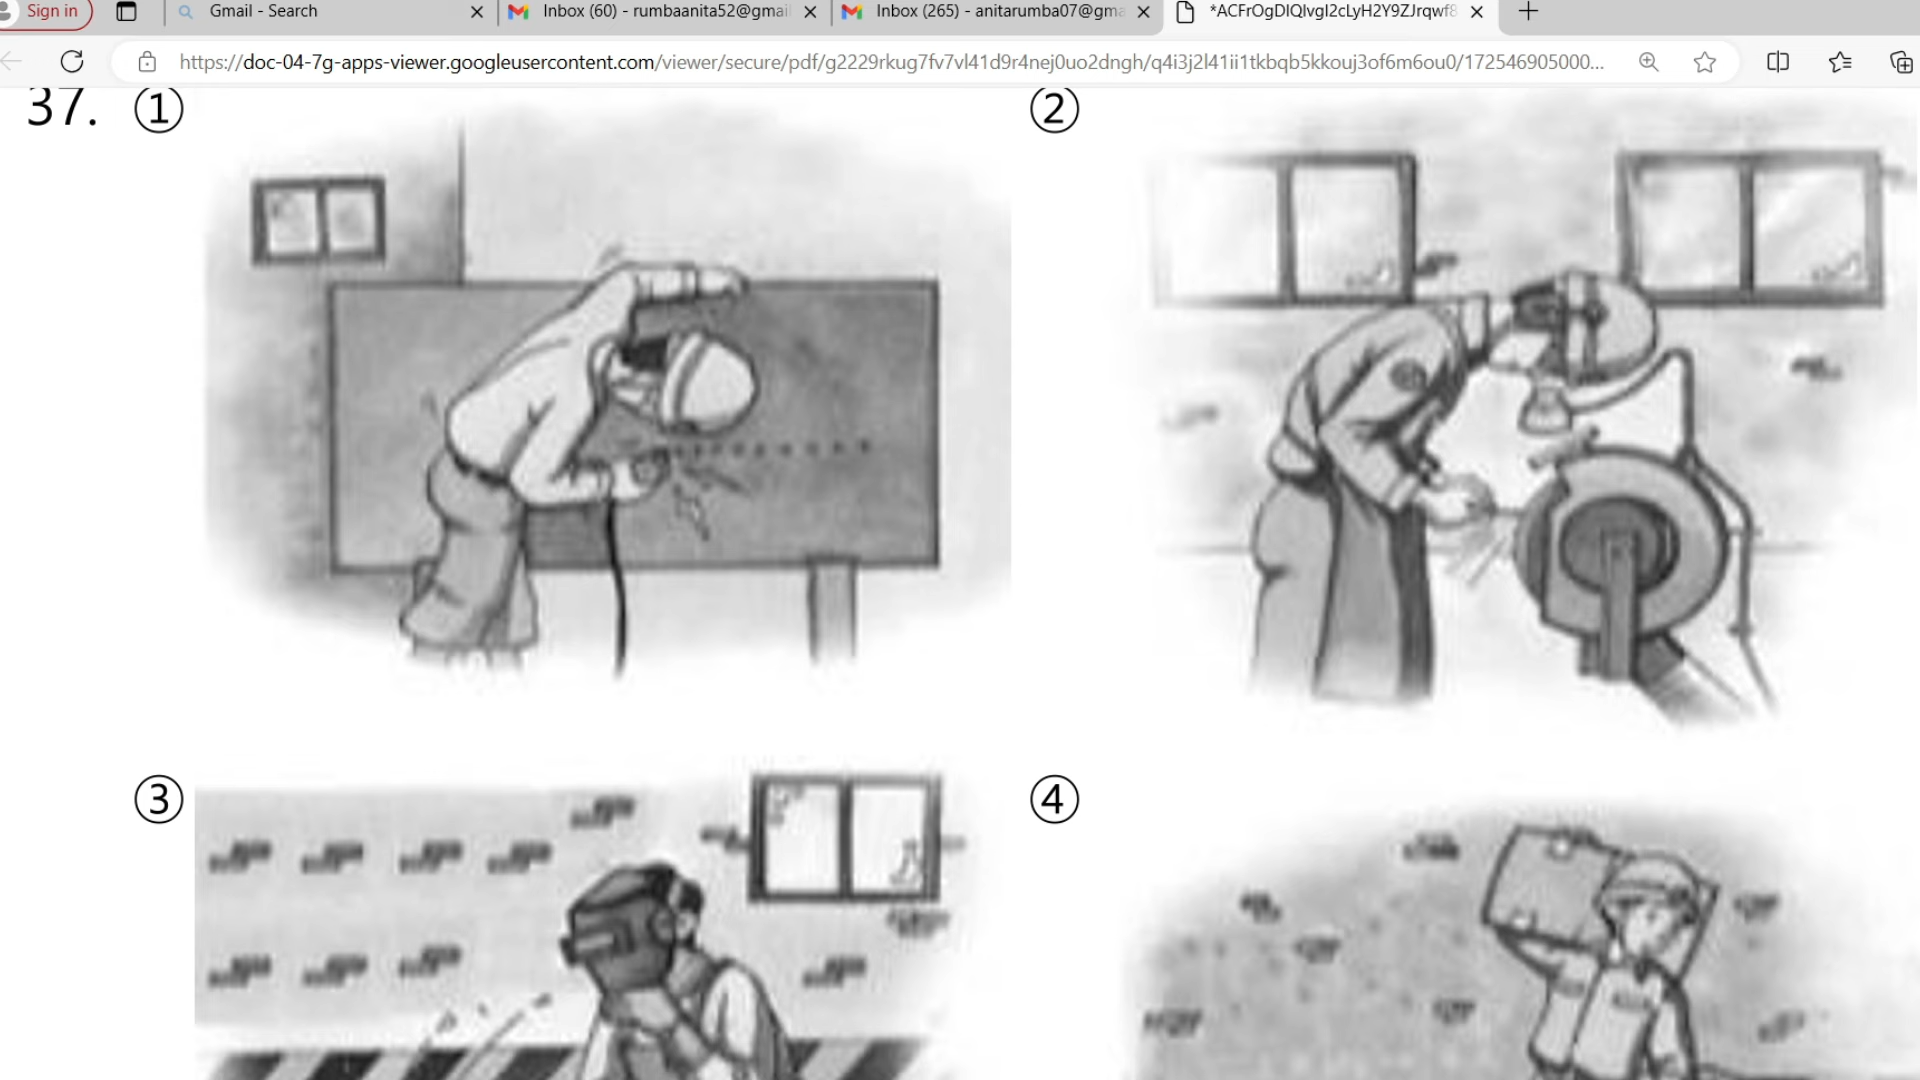 Sign in
Gmail - Search
Inbox (60) - rumbaanita52@gmai
Inbox (265) - anitarumba07@gma
*ACFrOgDIQIvgI2cLyH2Y9ZJrqwf8
https://doc-04-7g-apps-viewer.googleusercontent.com/viewer/secure/pdf/g2229rkug7fv7vl41d9r4nej0uo2dngh/q4i3j2l41ii1tkbqb5kkouj3of6m6ou0/172546905000...
37. ① ②
③ ④